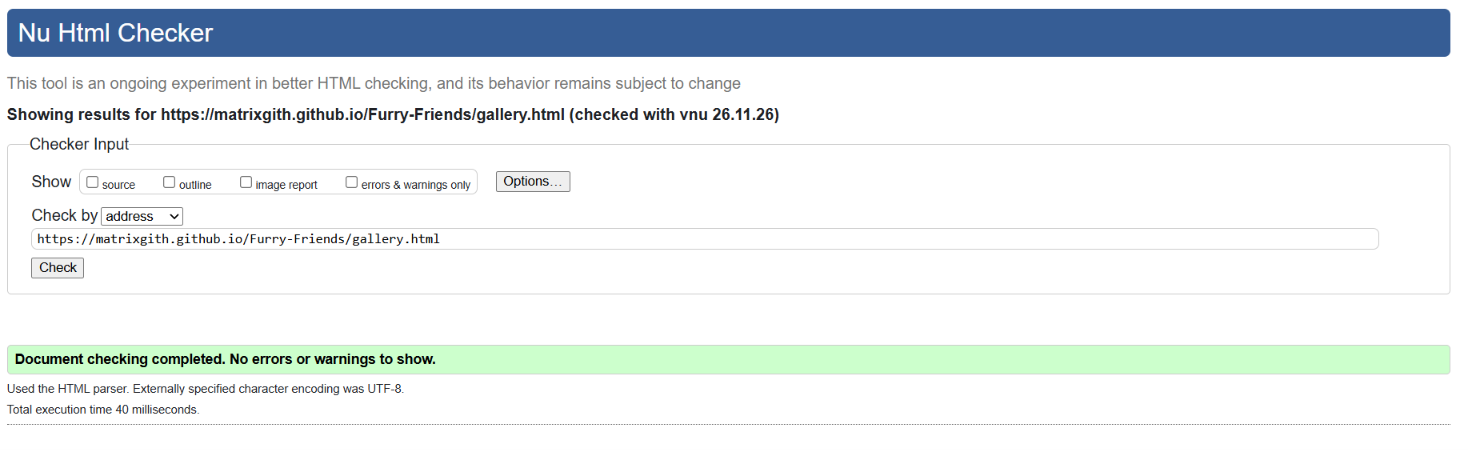 Nu Html Checker
This tool is an ongoing experiment in better HTML checking, and its behavior remains subject to change
Showing results for https://matrixgith.github.io/Furry-Friends/gallery.html (checked with vnu 26.11.26)
Checker Input
Show source outline image report errors & warnings only Options...
Check by address
https://matrixgith.github.io/Furry-Friends/gallery.html
Check
Document checking completed. No errors or warnings to show.
Used the HTML parser. Externally specified character encoding was UTF-8.
Total execution time 40 milliseconds.